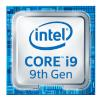 intel
CORE i9
9th Gen